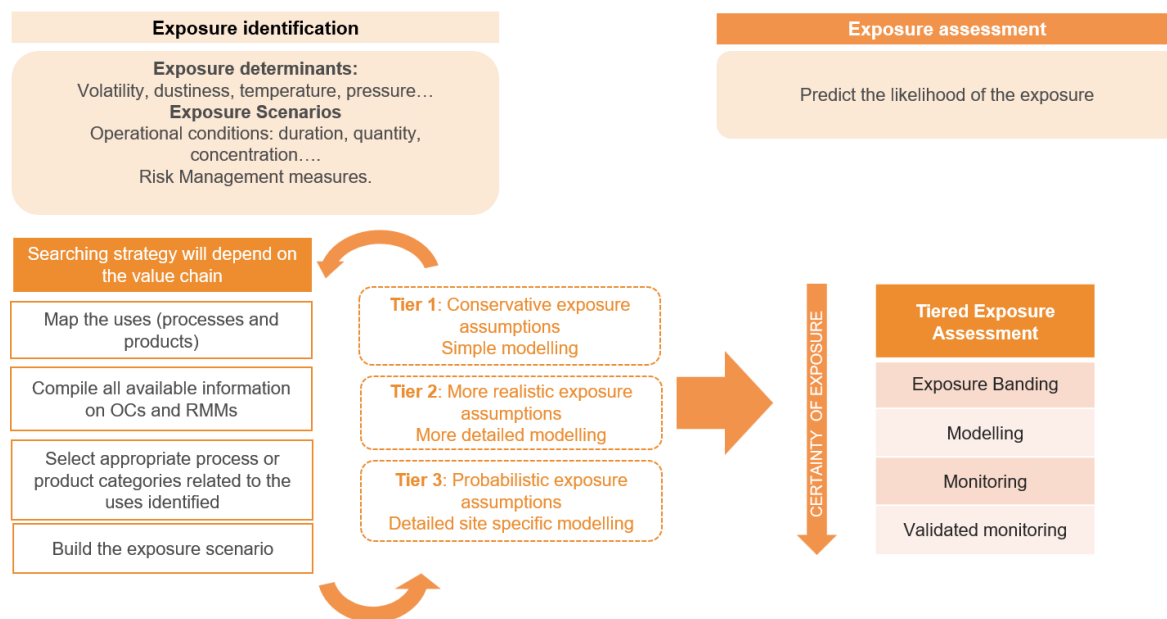 Exposure identification
Exposure determinants:
Volatility, dustiness, temperature, pressure…
Exposure Scenarios
Operational conditions: duration, quantity,
concentration….
Risk Management measures.
Exposure assessment
Predict the likelihood of the exposure
Searching strategy will depend on
the value chain
Map the uses (processes and
products)
Compile all available information
on OCs and RMMs
Select appropriate process or
product categories related to the
uses identified
Build the exposure scenario
Tier 1: Conservative exposure
assumptions
Simple modelling
Tier 2: More realistic exposure
assumptions
More detailed modelling
Tier 3: Probabilistic exposure
assumptions
Detailed site specific modelling
CERTAINTY OF EXPOSURE
Tiered Exposure
Assessment
Exposure Banding
Modelling
Monitoring
Validated monitoring